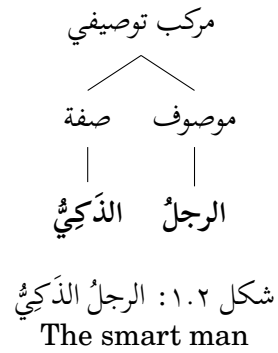 مركب توصيفي
موصوف صفة
الرجلُ الذَكِيُّ
شكل ١.٢: الرجلُ الذَكِيُّ
The smart man